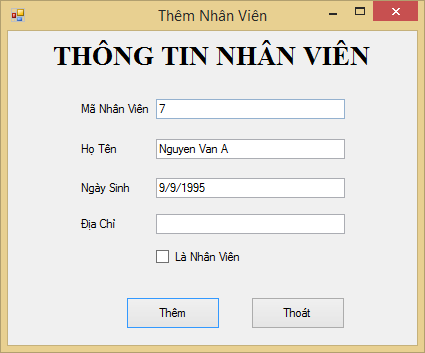 Thêm Nhân Viên
THÔNG TIN NHÂN VIÊN
Mã Nhân Viên 7
Họ Tên Nguyen Van A
Ngày Sinh 9/9/1995
Địa Chỉ
Là Nhân Viên
Thêm Thoát